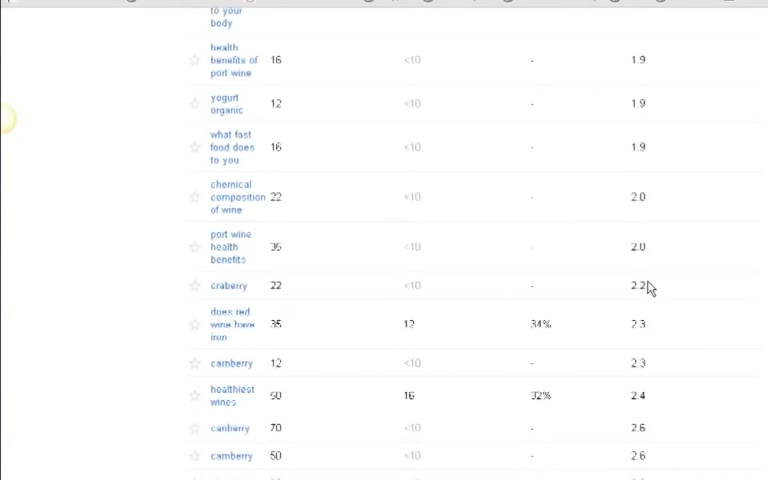 to your
body
health
benefits of
port wine
16 <10 - 1.9
yogurt
organic
12 <10 - 1.9
what fast
food does
to you
16 <10 - 1.9
chemical
composition
of wine
22 <10 - 2.0
port wine
health
benefits
35 <10 - 2.0
craberry 22 <10 - 2.2
does red
wine have
iron
35 12 34% 2.3
camberry 12 <10 - 2.3
healthiest
wines
50 16 32% 2.4
canberry 70 <10 - 2.6
camberry 50 <10 - 2.6